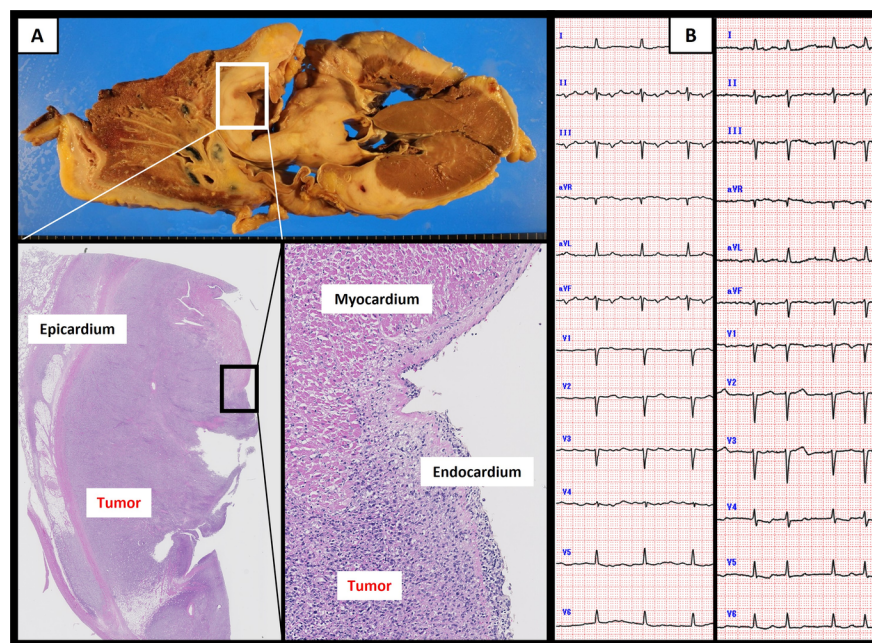 A
Epicardium
Tumor
Myocardium
Endocardium
Tumor
B
I
II
III
aVR
aVL
aVF
V1
V2
V3
V4
V5
V6
I
II
III
aVR
aVL
aVF
V1
V2
V3
V4
V5
V6